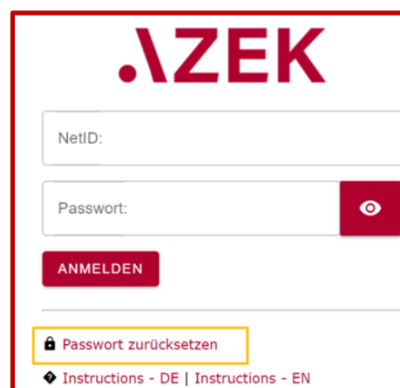 AZEK
NetID:
Passwort:
ANMELDEN
Passwort zurücksetzen
Instructions - DE | Instructions - EN